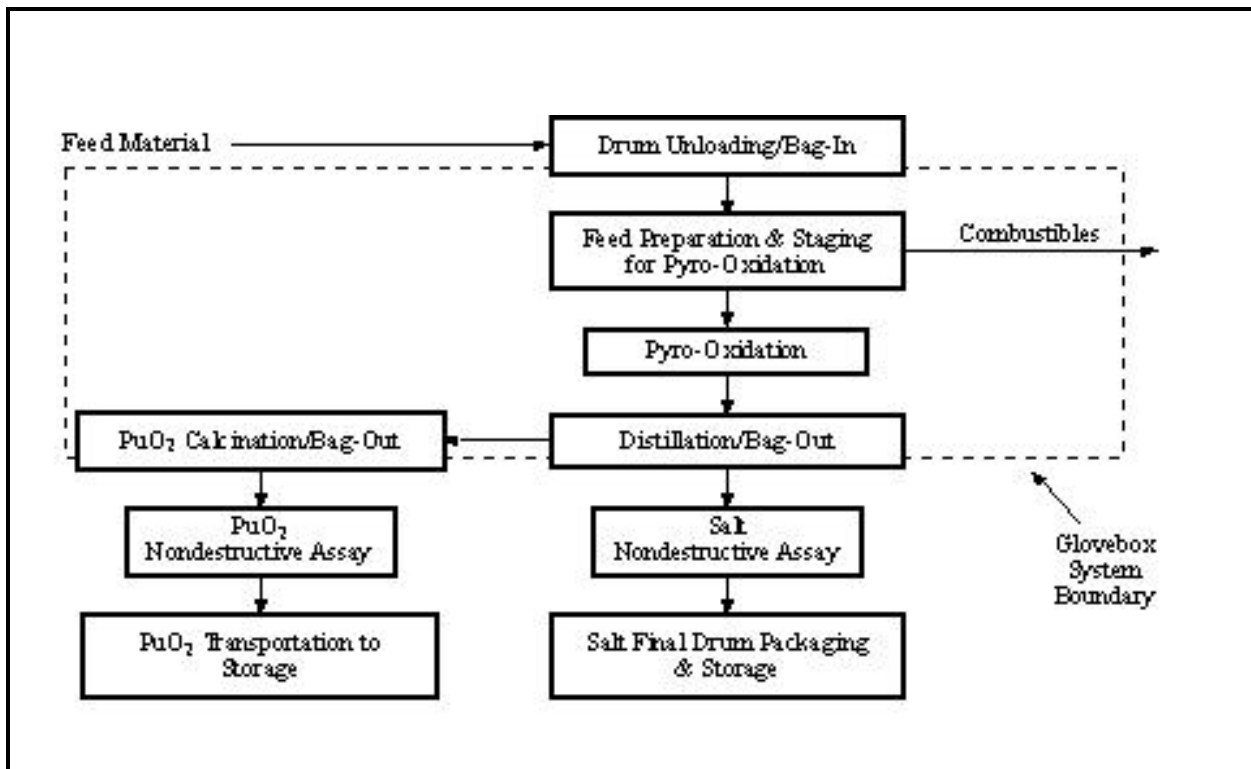 Feed Material
Drum Unloading/Bag-In
Feed Preparation & Staging
for Pyro-Oxidation
Combustibles
Pyro-Oxidation
PuO₂ Calcination/Bag-Out
Distillation/Bag-Out
PuO₂
Nondestructive Assay
Salt
Nondestructive Assay
Glovebox
System
Boundary
PuO₂ Transportation to
Storage
Salt Final Drum Packaging
& Storage